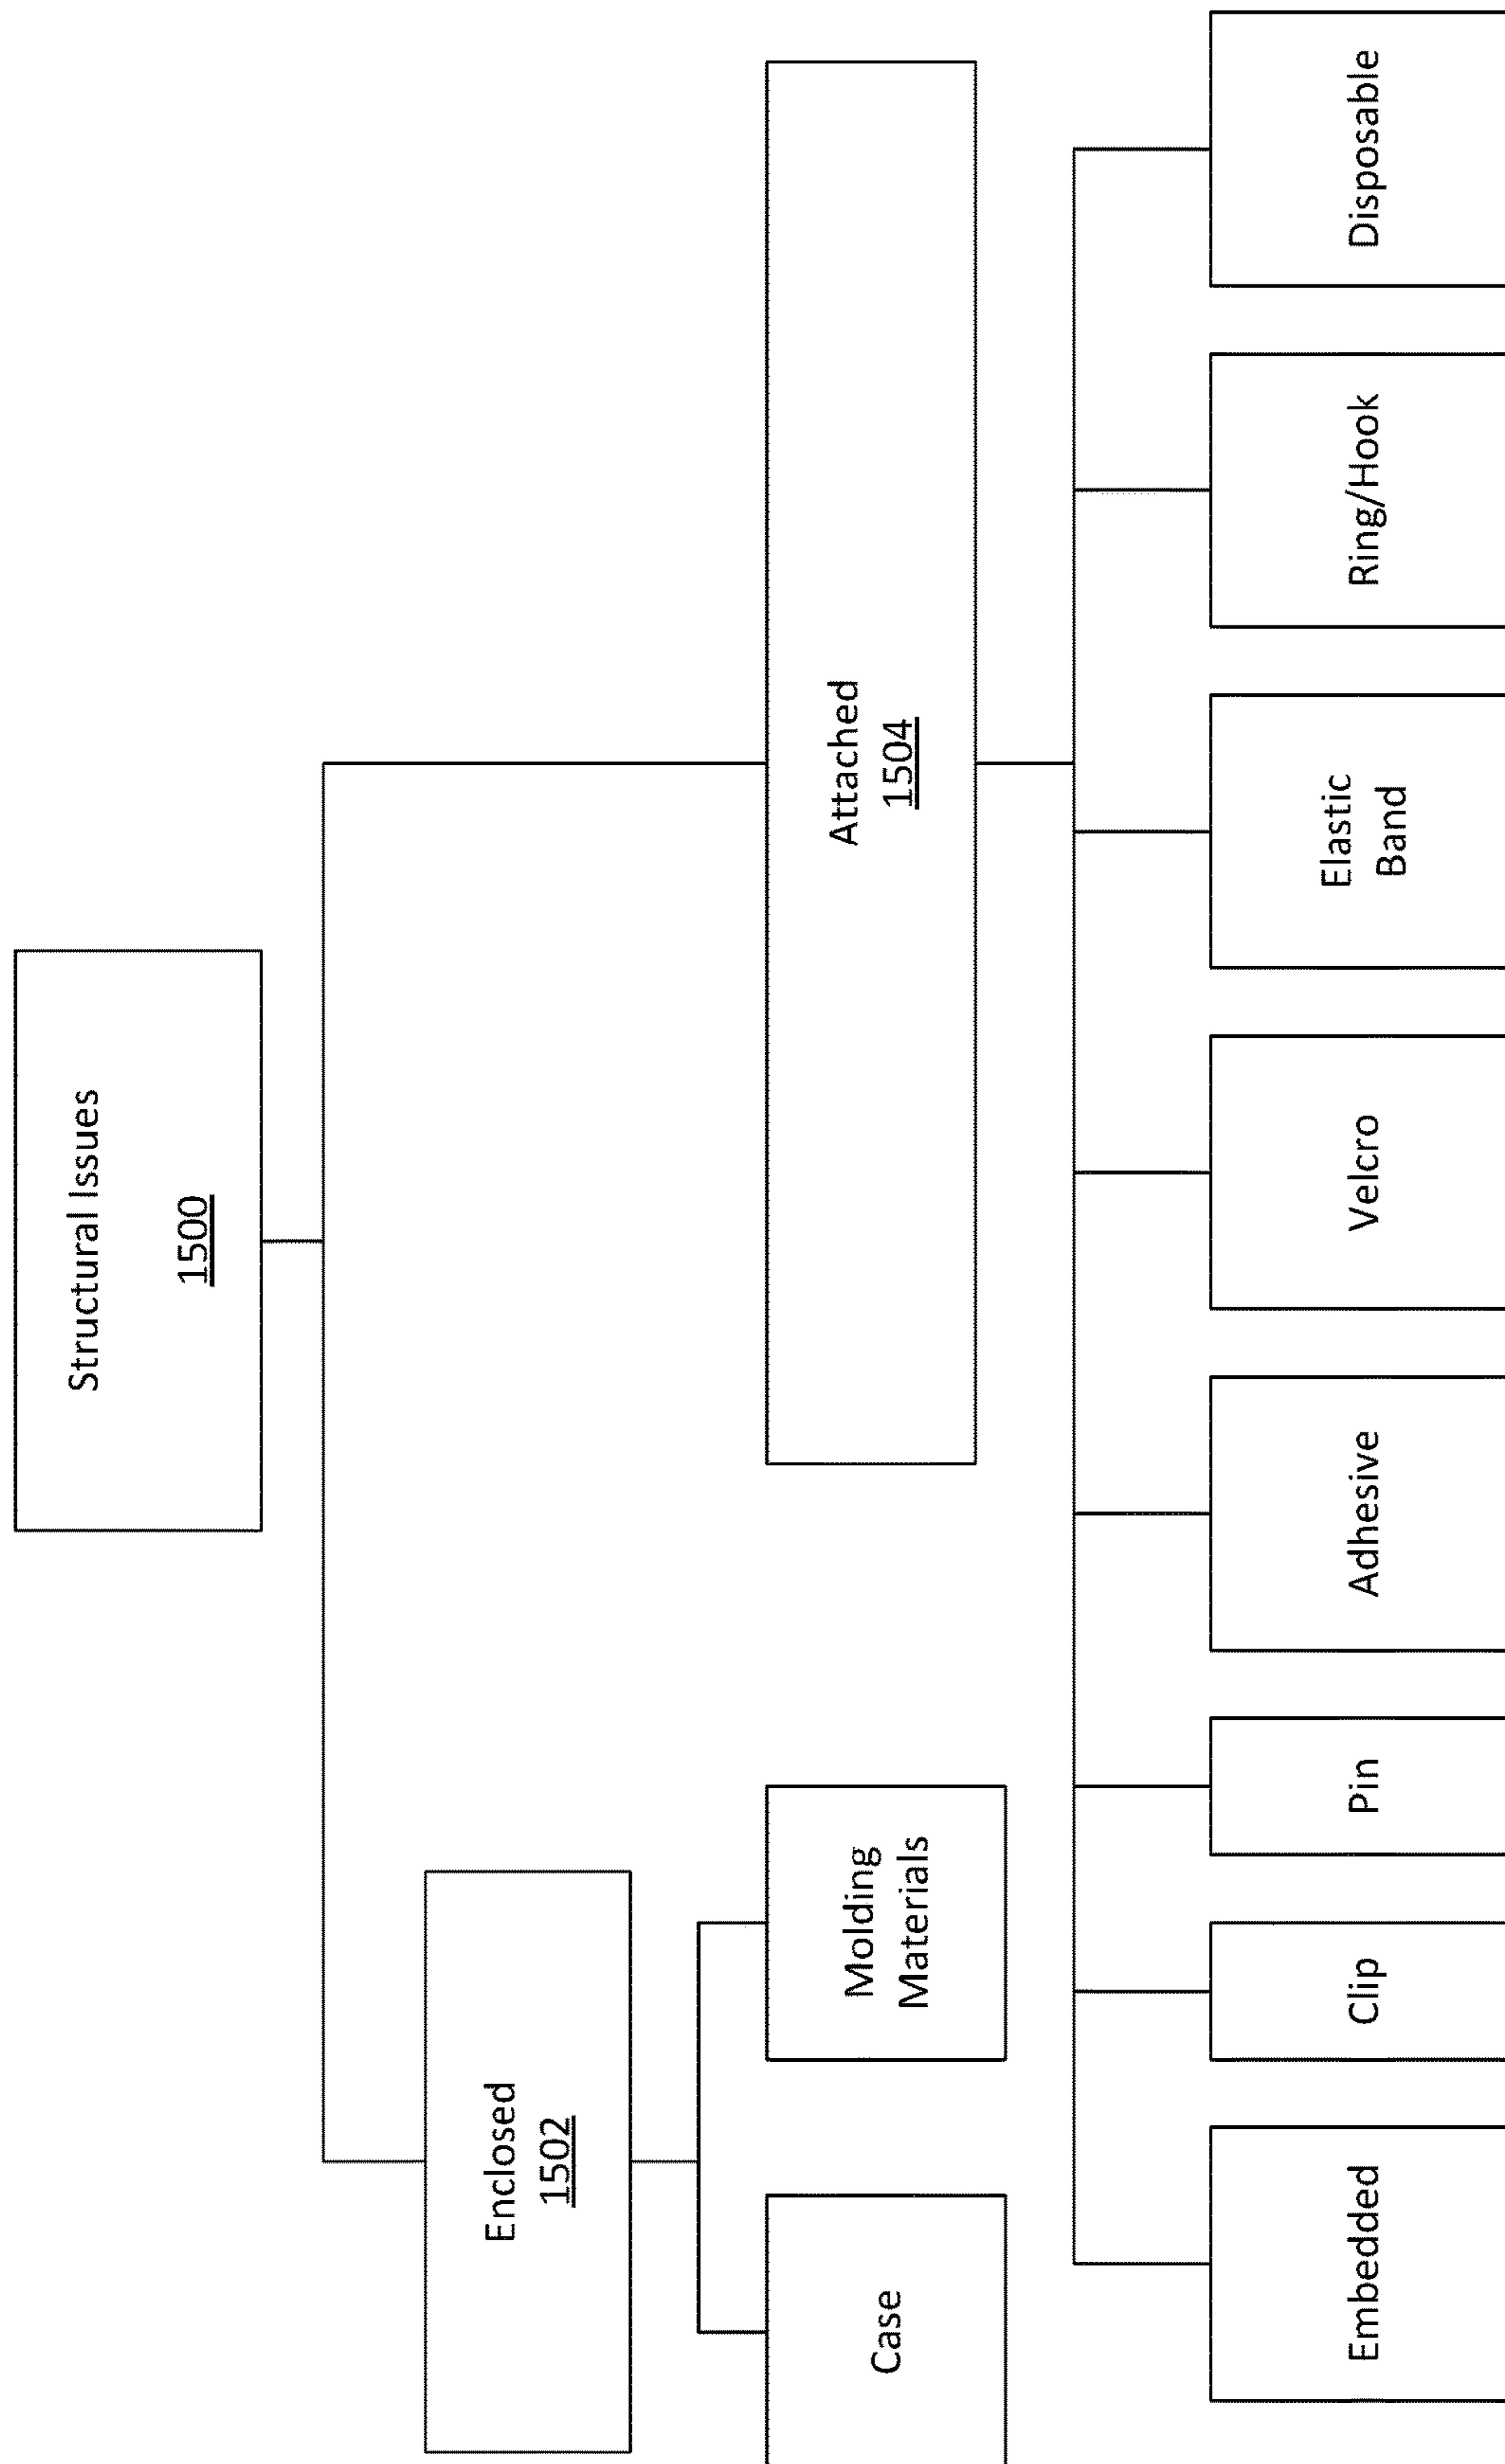 Structural Issues
1500
Enclosed
1502
Attached
1504
Case
Molding
Materials
Embedded
Clip
Pin
Adhesive
Velcro
Elastic
Band
Ring/Hook
Disposable